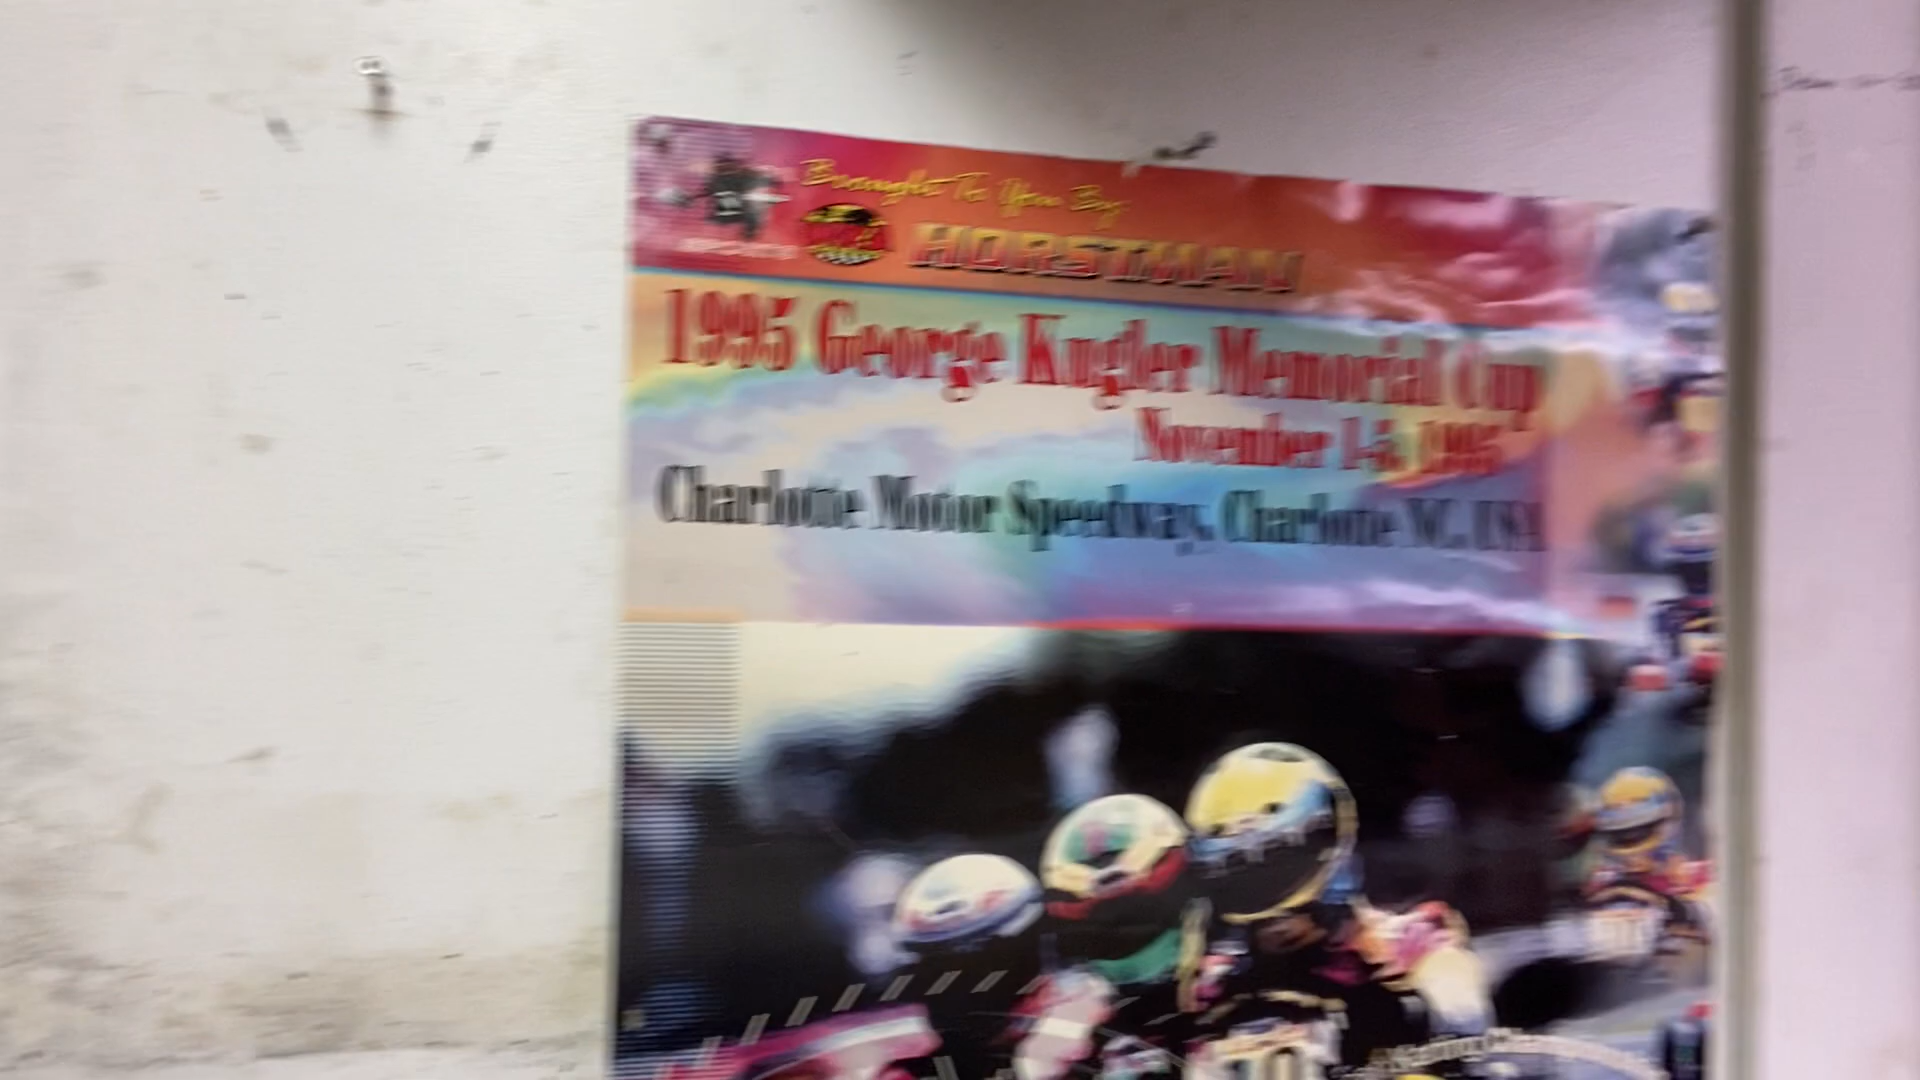 Brought To You By:
HORSTMAN
1995 George Kugler Memorial Cup
November 1-5, 1995
Charlotte Motor Speedway, Charlotte NC, USA